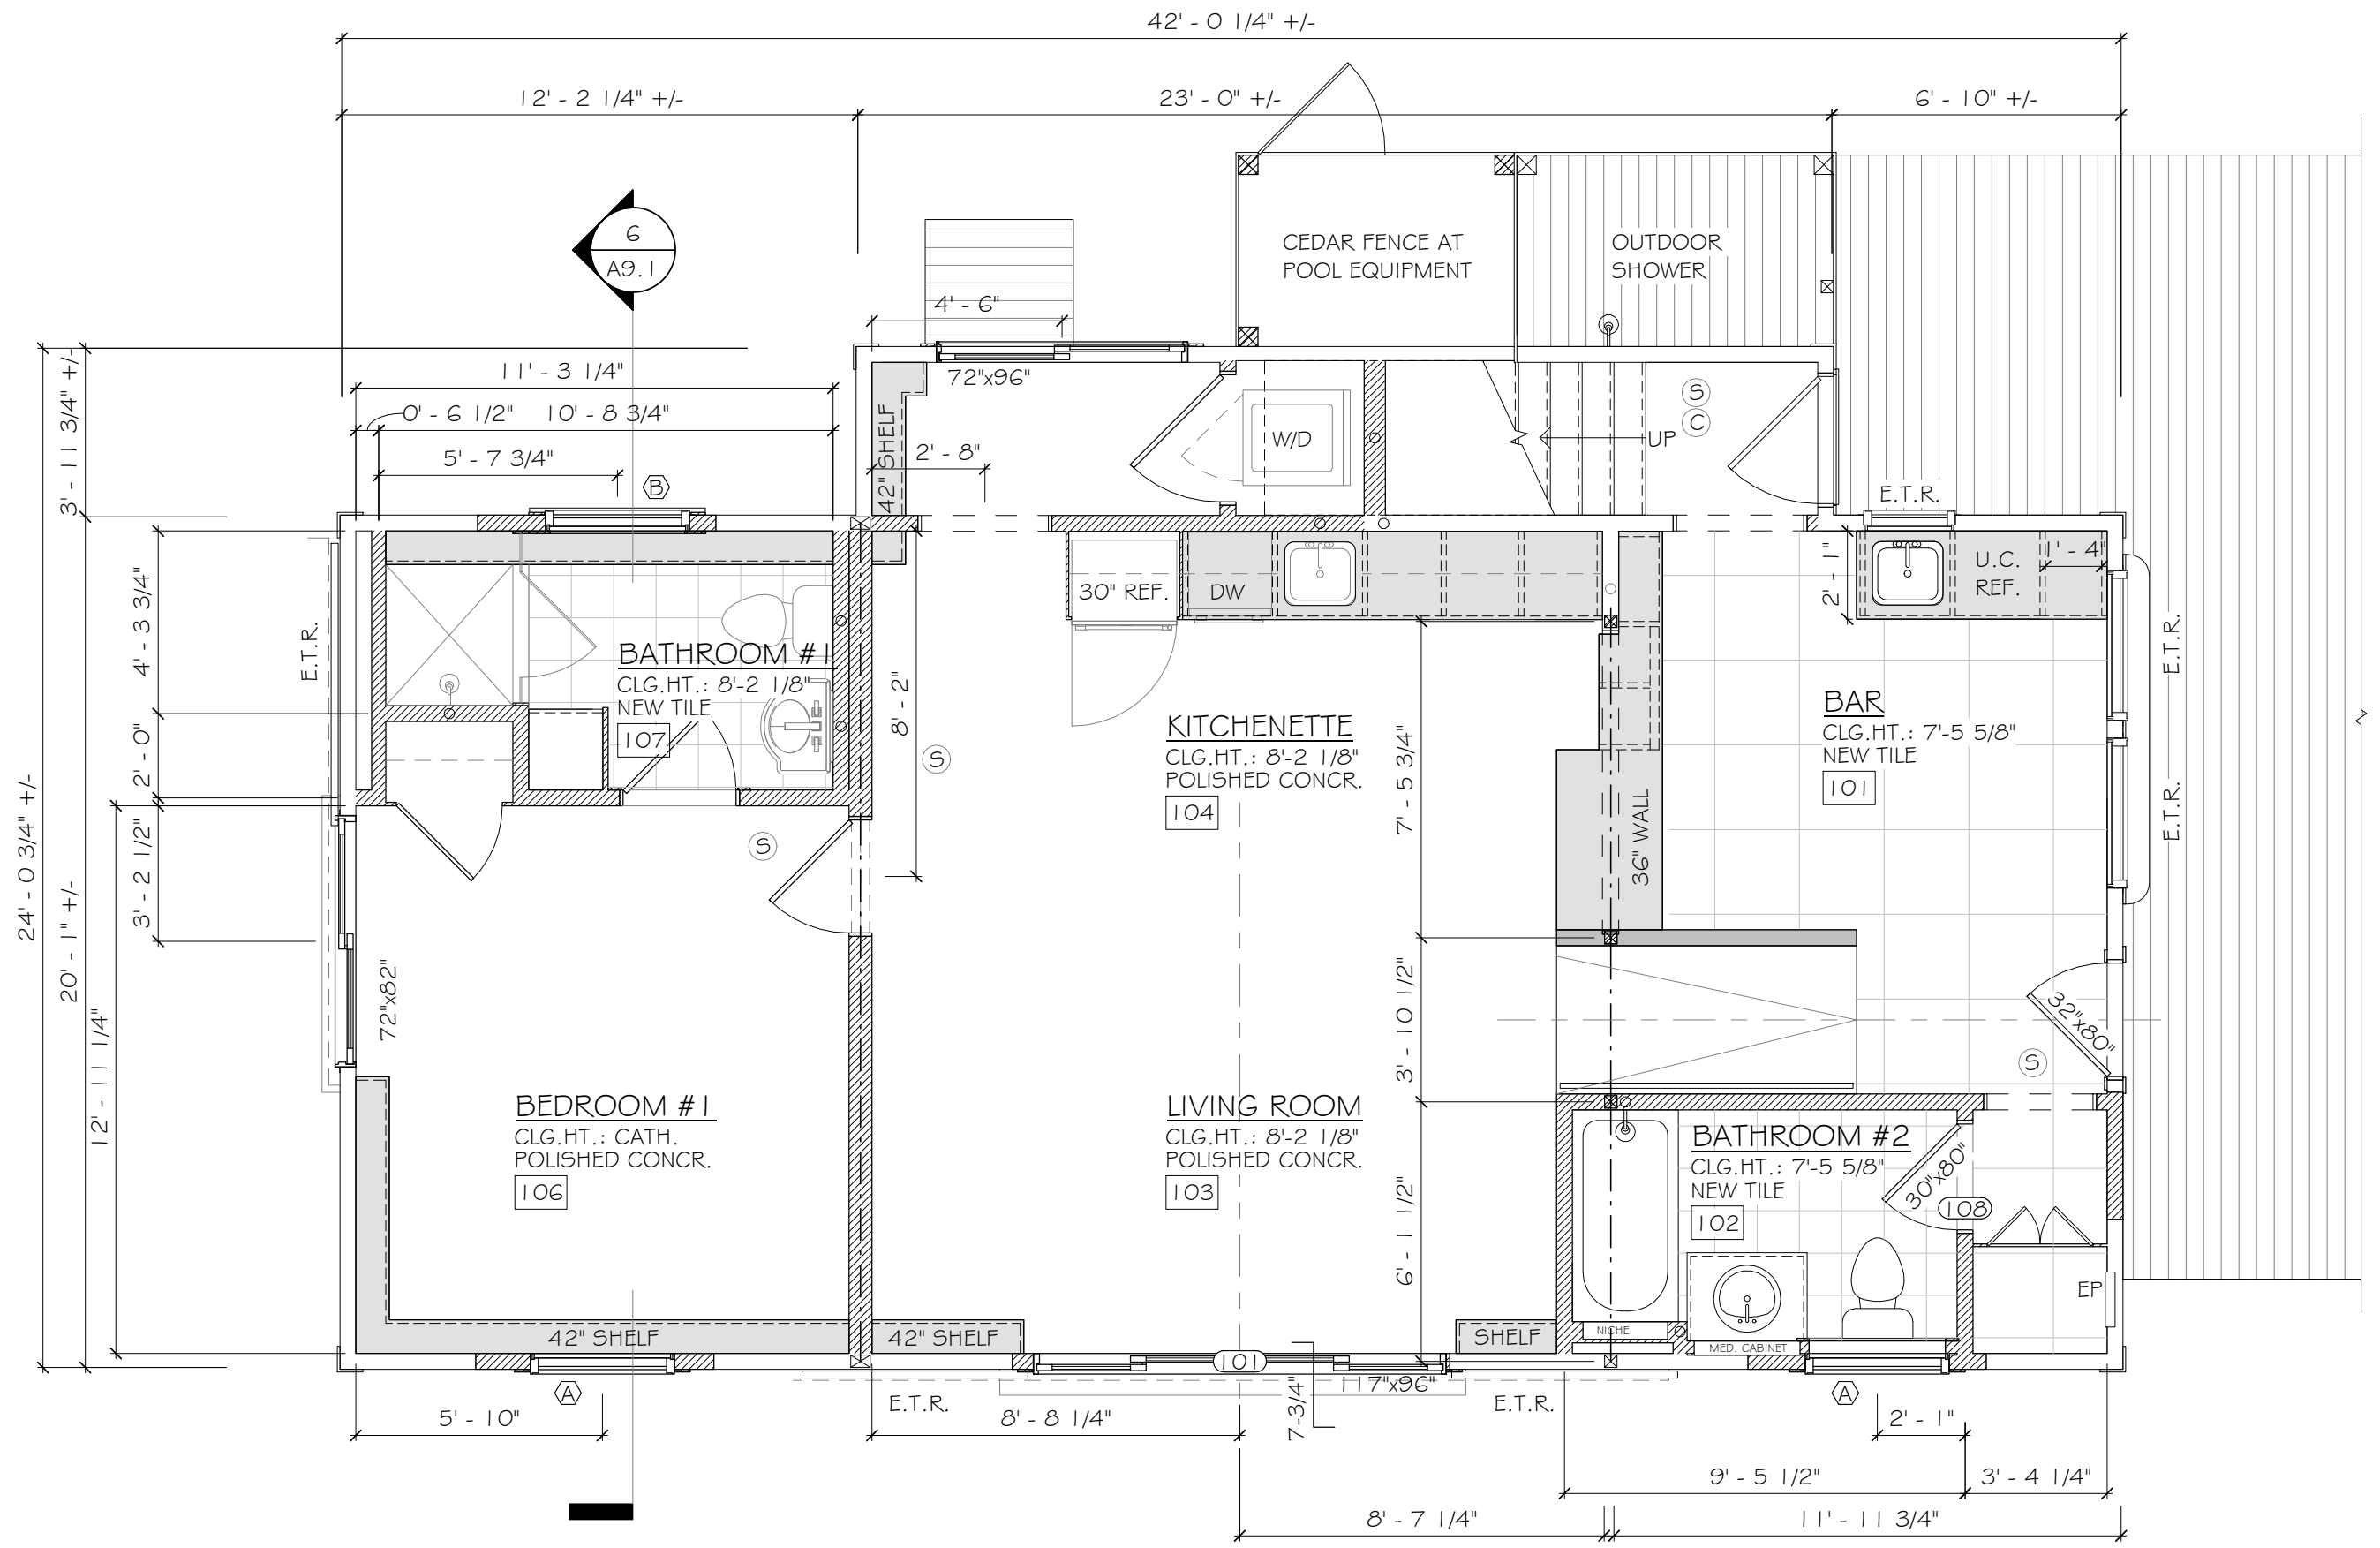 42' - 0 1/4" +/-
12' - 2 1/4" +/-
23' - 0" +/-
6' - 10" +/-
6
A9.1
CEDAR FENCE AT
POOL EQUIPMENT
OUTDOOR
SHOWER
4' - 6"
72"x96"
11' - 3 1/4"
0' - 6 1/2"
10' - 8 3/4"
5' - 7 3/4"
B
42" SHELF
2' - 8"
W/D
UP
S
C
E.T.R.
3' - 11 3/4" +/-
24' - 0 3/4" +/-
20' - 1" +/-
12' - 11 1/4"
4' - 3 3/4"
2' - 0"
3' - 2 1/2"
E.T.R.
72"x82"
BATHROOM #1
CLG.HT.: 8'-2 1/8"
NEW TILE
107
8' - 2"
S
S
30" REF.
DW
KITCHENETTE
CLG.HT.: 8'-2 1/8"
POLISHED CONCR.
104
7' - 5 3/4"
36" WALL
2' - 1"
U.C.
REF.
1' - 4"
BAR
CLG.HT.: 7'-5 5/8"
NEW TILE
101
E.T.R.
E.T.R.
3' - 10 1/2"
32"x80"
S
BEDROOM #1
CLG.HT.: CATH.
POLISHED CONCR.
106
LIVING ROOM
CLG.HT.: 8'-2 1/8"
POLISHED CONCR.
103
6' - 1 1/2"
BATHROOM #2
CLG.HT.: 7'-5 5/8"
NEW TILE
102
30"x80"
108
EP
42" SHELF
42" SHELF
SHELF
NICHE
MED. CABINET
101
117"x96"
7-3/4"
A
E.T.R.
E.T.R.
A
5' - 10"
8' - 8 1/4"
2' - 1"
9' - 5 1/2"
3' - 4 1/4"
8' - 7 1/4"
11' - 11 3/4"